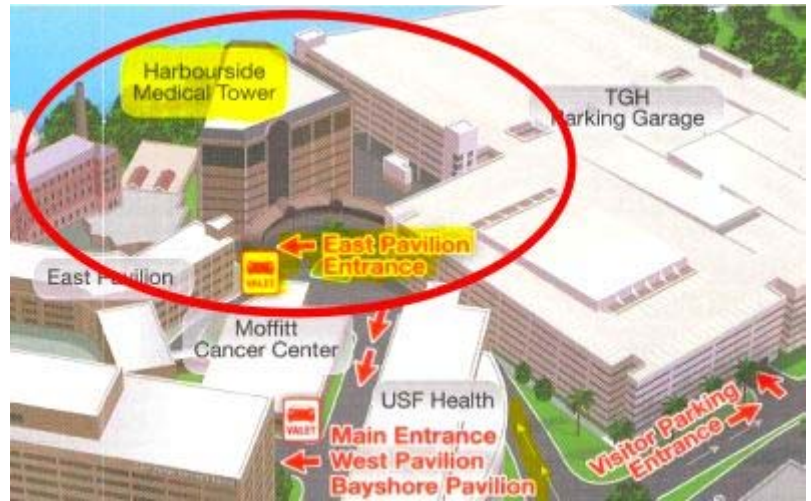 Harbourside
Medical Tower
TGH
Parking Garage
East Pavilion
Entrance
East Pavilion
VALET
Moffitt
Cancer Center
USF Health
VALET
Main Entrance
West Pavilion
Bayshore Pavilion
Visitor Parking
Entrance